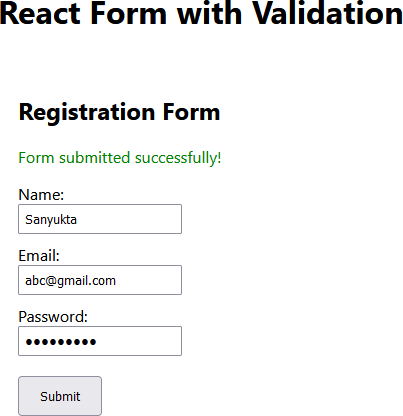 React Form with Validation
Registration Form
Form submitted successfully!
Name:
Sanyukta
Email:
abc@gmail.com
Password:
●●●●●●●●●
Submit